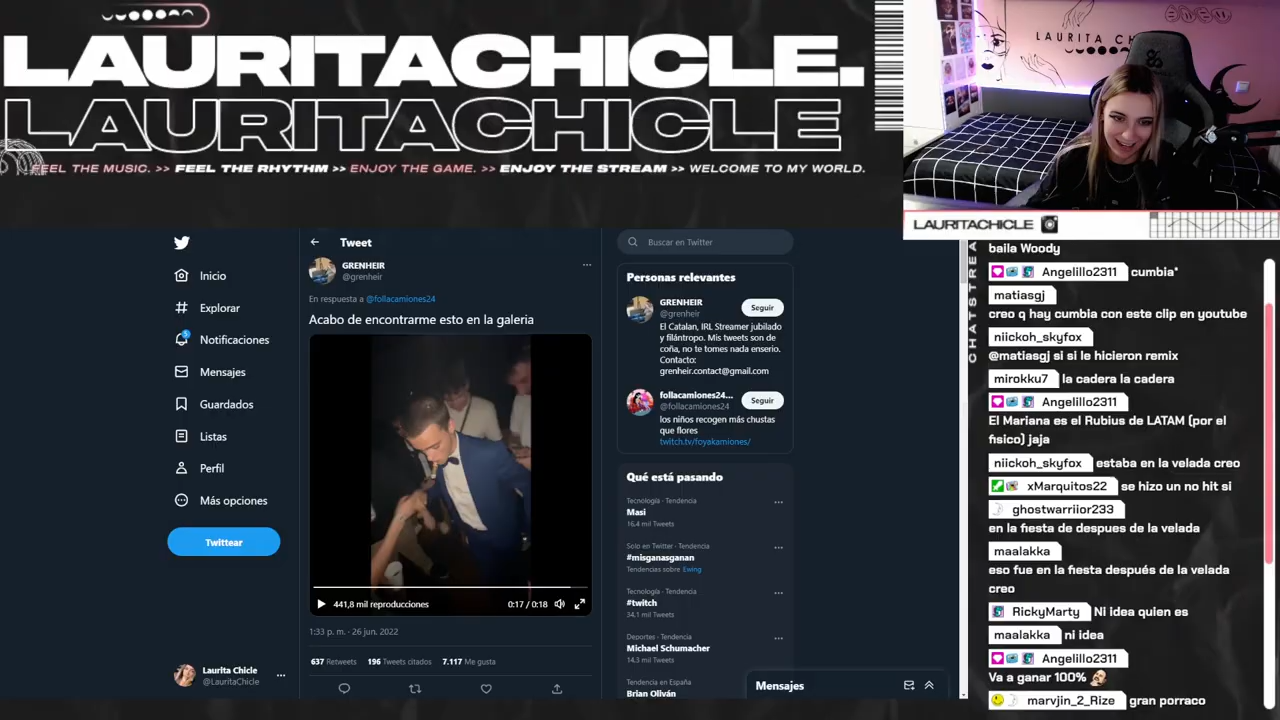 LAURITACHICLE.
LAURITACHICLE
FEEL THE MUSIC. >> FEEL THE RHYTHM >> ENJOY THE GAME. >> ENJOY THE STREAM >> WELCOME TO MY WORLD.
LAURITA CH
LAURITACHICLE
CHATSTREA
Inicio
Explorar
5
Notificaciones
Mensajes
Guardados
Listas
Perfil
Más opciones
Twittear
Laurita Chicle
@LauritaChicle
Tweet
GRENHEIR
@grenheir
En respuesta a @follacamiones24
Acabo de encontrarme esto en la galeria
441,8 mil reproducciones
0:17 / 0:18
1:33 p. m. · 26 jun. 2022
637 Retweets 196 Tweets citados 7.117 Me gusta
Buscar en Twitter
Personas relevantes
GRENHEIR
@grenheir
Seguir
El Catalan, IRL Streamer jubilado
y filántropo. Mis tweets son de
coña, no te tomes nada enserio.
Contacto:
grenheir.contact@gmail.com
follacamiones24...
@follacamiones24
Seguir
los niños recogen más chustas
que flores
twitch.tv/foyakamiones/
Qué está pasando
Tecnología · Tendencia
Masi
16,4 mil Tweets
Solo en Twitter · Tendencia
#misganasganan
Tendencias sobre Ewing
Tecnología · Tendencia
#twitch
34,1 mil Tweets
Deportes · Tendencia
Michael Schumacher
14,3 mil Tweets
Tendencia en España
Brian Oliván
Mensajes
baila Woody
Angelillo2311 cumbia*
matiasgj
creo q hay cumbia con este clip en youtube
niickoh_skyfox
@matiasgj si si le hicieron remix
mirokku7 la cadera la cadera
Angelillo2311
El Mariana es el Rubius de LATAM (por el
fisico) jaja
niickoh_skyfox estaba en la velada creo
xMarquitos22 se hizo un no hit si
ghostwarriior233
en la fiesta de despues de la velada
maalakka
eso fue en la fiesta después de la velada
creo
RickyMarty Ni idea quien es
maalakka ni idea
Angelillo2311
Va a ganar 100%
marvjin_2_Rize gran porraco